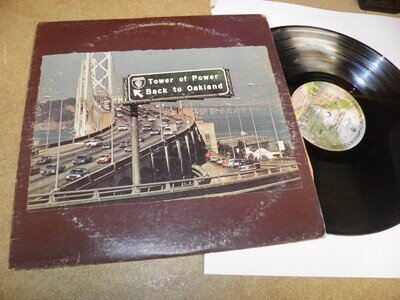 Tower of Power
Back to Oakland